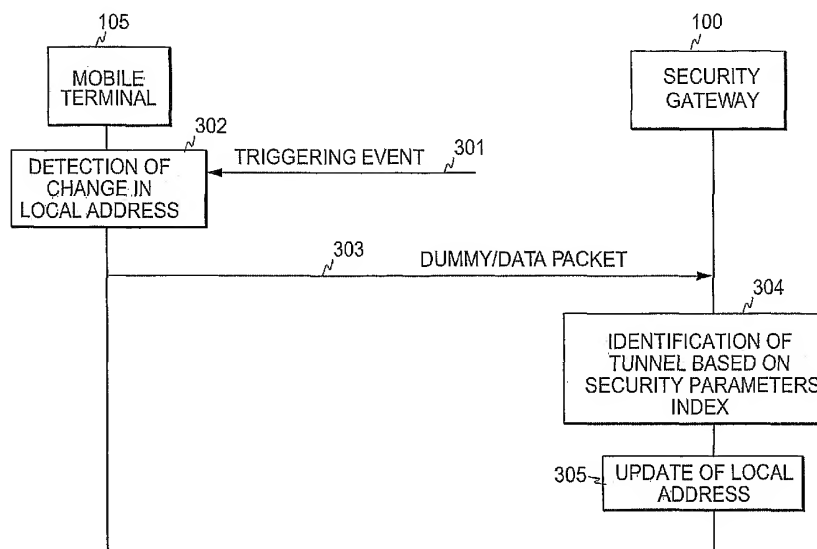 105
MOBILE
TERMINAL
100
SECURITY
GATEWAY
302
DETECTION OF
CHANGE IN
LOCAL ADDRESS
TRIGGERING EVENT
301
303
DUMMY/DATA PACKET
304
IDENTIFICATION OF
TUNNEL BASED ON
SECURITY PARAMETERS
INDEX
305
UPDATE OF LOCAL
ADDRESS